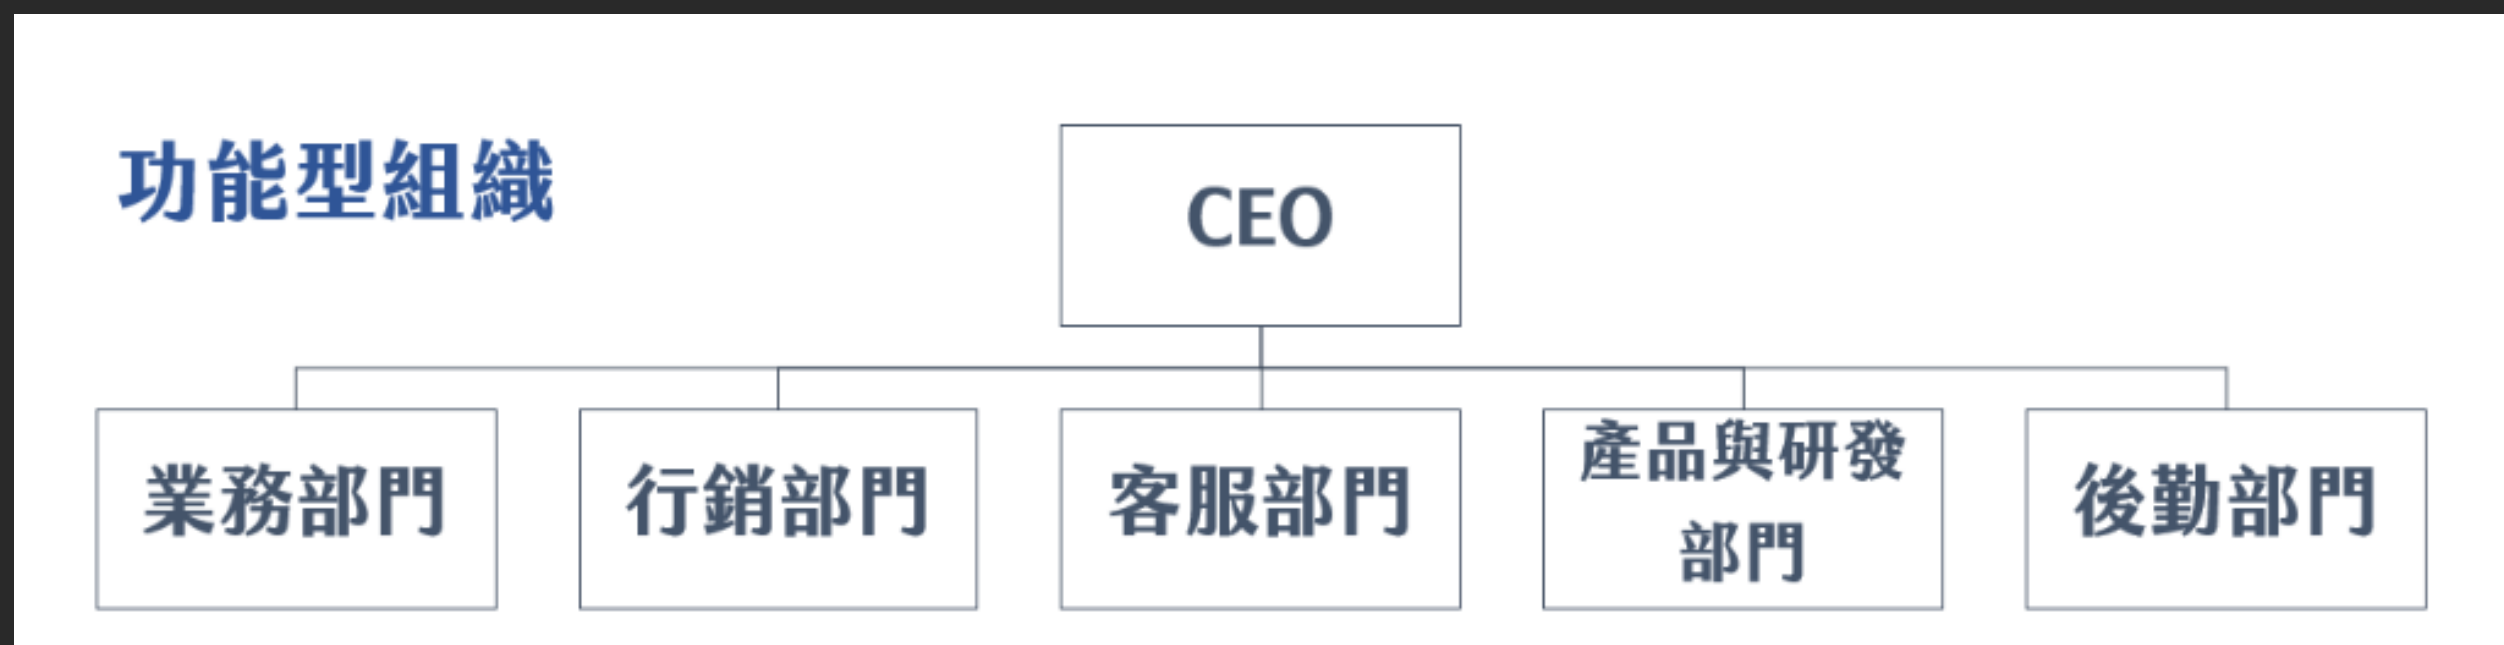 功能型組織
CEO
業務部門
行銷部門
客服部門
產品與研發
部門
後勤部門